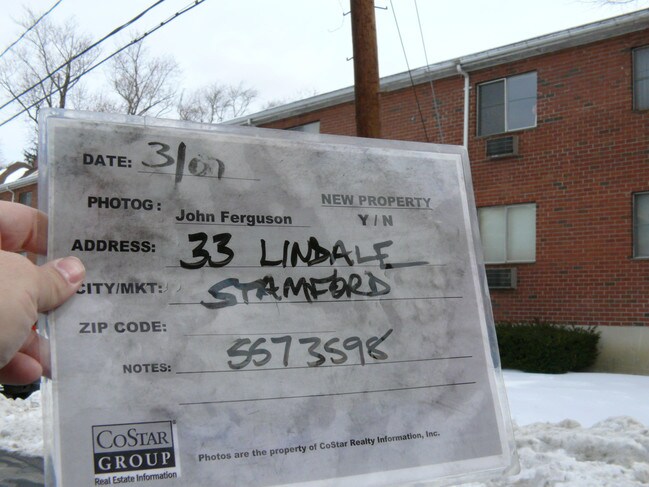 DATE: 3/07
PHOTOG: John Ferguson
NEW PROPERTY
Y / N
ADDRESS: 33 LINDALE
CITY/MKT: STAMFORD
ZIP CODE:
NOTES: 5573598
COSTAR
GROUP
Real Estate Information
Photos are the property of CoStar Realty Information, Inc.